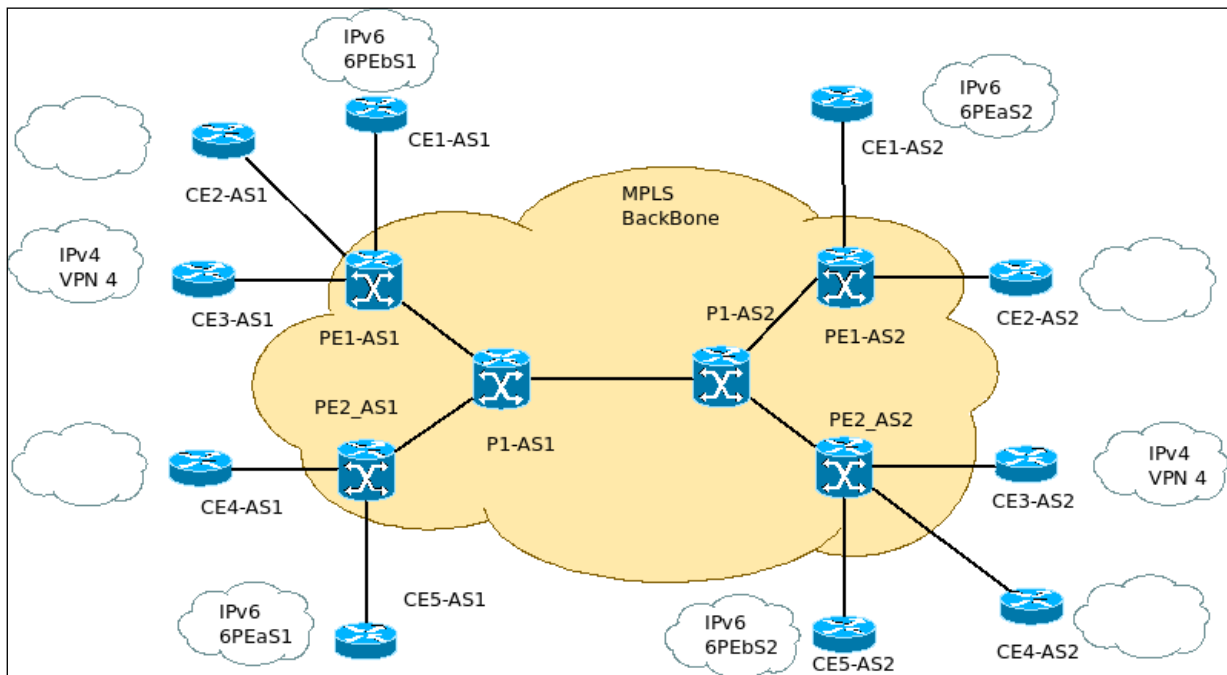 IPv6
6PEbS1
IPv6
6PEaS2
CE1-AS1
CE1-AS2
CE2-AS1
MPLS
BackBone
IPv4
VPN 4
CE3-AS1
PE1-AS1
P1-AS2
PE1-AS2
CE2-AS2
PE2_AS1
P1-AS1
PE2_AS2
IPv4
VPN 4
CE4-AS1
CE3-AS2
IPv6
6PEaS1
CE5-AS1
IPv6
6PEbS2
CE5-AS2
CE4-AS2